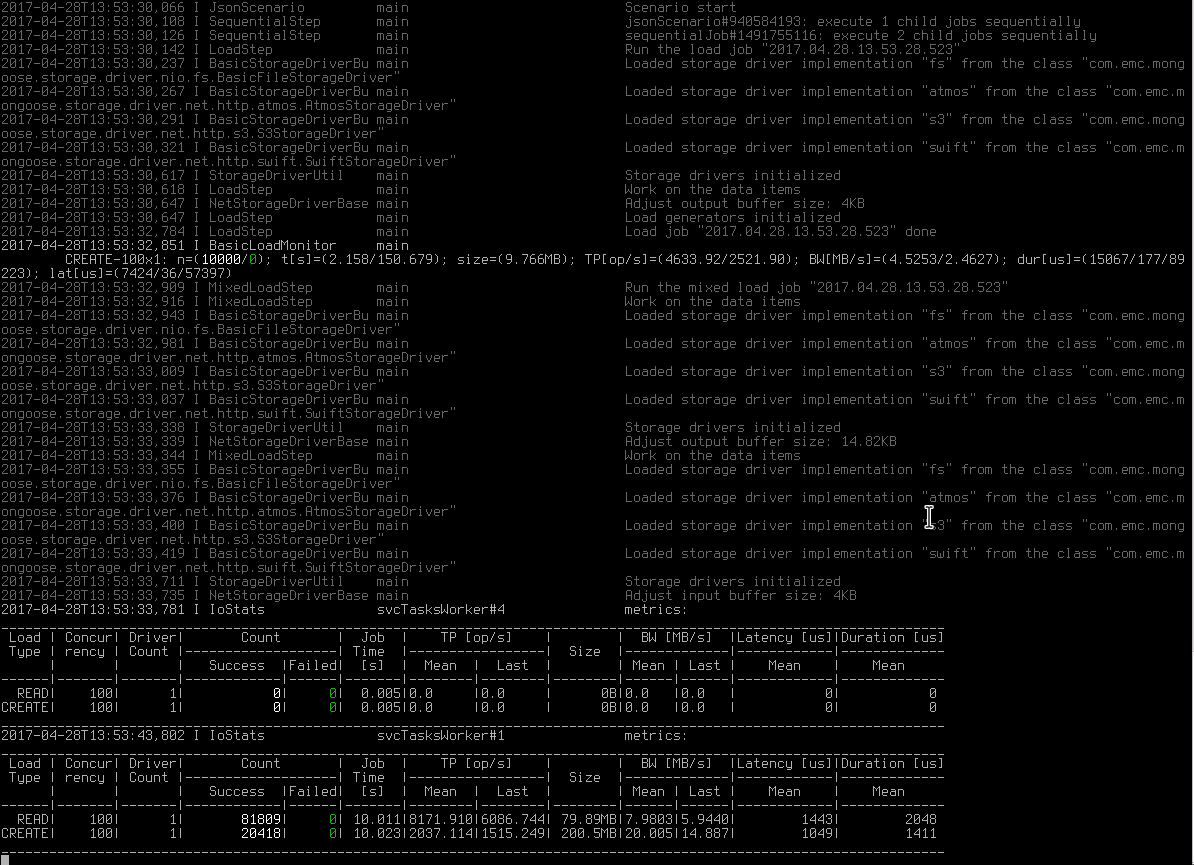 2017-04-28T13:53:30,066 I JsonScenario         main                           Scenario start
2017-04-28T13:53:30,108 I SequentialStep       main                           jsonScenario#940584193: execute 1 child jobs sequentially
2017-04-28T13:53:30,126 I SequentialStep       main                           sequentialJob#1491755116: execute 2 child jobs sequentially
2017-04-28T13:53:30,142 I LoadStep             main                           Run the load job "2017.04.28.13.53.28.523"
2017-04-28T13:53:30,237 I BasicStorageDriverBu main                           Loaded storage driver implementation "fs" from the class "com.emc.mong
oose.storage.driver.nio.fs.BasicFileStorageDriver"
2017-04-28T13:53:30,267 I BasicStorageDriverBu main                           Loaded storage driver implementation "atmos" from the class "com.emc.m
ongoose.storage.driver.net.http.atmos.AtmosStorageDriver"
2017-04-28T13:53:30,291 I BasicStorageDriverBu main                           Loaded storage driver implementation "s3" from the class "com.emc.mong
oose.storage.driver.net.http.s3.S3StorageDriver"
2017-04-28T13:53:30,321 I BasicStorageDriverBu main                           Loaded storage driver implementation "swift" from the class "com.emc.m
ongoose.storage.driver.net.http.swift.SwiftStorageDriver"
2017-04-28T13:53:30,617 I StorageDriverUtil    main                           Storage drivers initialized
2017-04-28T13:53:30,618 I LoadStep             main                           Work on the data items
2017-04-28T13:53:30,647 I NetStorageDriverBase main                           Adjust output buffer size: 4KB
2017-04-28T13:53:30,647 I LoadStep             main                           Load generators initialized
2017-04-28T13:53:32,784 I LoadStep             main                           Load job "2017.04.28.13.53.28.523" done
2017-04-28T13:53:32,851 I BasicLoadMonitor     main
CREATE-100x1: n=(10000/0); t[s]=(2.158/150.679); size=(9.766MB); TP[op/s]=(4633.92/2521.90); BW[MB/s]=(4.5253/2.4627); dur[us]=(15067/177/89
223); lat[us]=(7424/36/57397)
2017-04-28T13:53:32,909 I MixedLoadStep        main                           Run the mixed load job "2017.04.28.13.53.28.523"
2017-04-28T13:53:32,916 I MixedLoadStep        main                           Work on the data items
2017-04-28T13:53:32,943 I BasicStorageDriverBu main                           Loaded storage driver implementation "fs" from the class "com.emc.mong
oose.storage.driver.nio.fs.BasicFileStorageDriver"
2017-04-28T13:53:32,981 I BasicStorageDriverBu main                           Loaded storage driver implementation "atmos" from the class "com.emc.m
ongoose.storage.driver.net.http.atmos.AtmosStorageDriver"
2017-04-28T13:53:33,009 I BasicStorageDriverBu main                           Loaded storage driver implementation "s3" from the class "com.emc.mong
oose.storage.driver.net.http.s3.S3StorageDriver"
2017-04-28T13:53:33,037 I BasicStorageDriverBu main                           Loaded storage driver implementation "swift" from the class "com.emc.m
ongoose.storage.driver.net.http.swift.SwiftStorageDriver"
2017-04-28T13:53:33,338 I StorageDriverUtil    main                           Storage drivers initialized
2017-04-28T13:53:33,339 I NetStorageDriverBase main                           Adjust output buffer size: 14.82KB
2017-04-28T13:53:33,344 I MixedLoadStep        main                           Work on the data items
2017-04-28T13:53:33,355 I BasicStorageDriverBu main                           Loaded storage driver implementation "fs" from the class "com.emc.mong
oose.storage.driver.nio.fs.BasicFileStorageDriver"
2017-04-28T13:53:33,376 I BasicStorageDriverBu main                           Loaded storage driver implementation "atmos" from the class "com.emc.m
ongoose.storage.driver.net.http.atmos.AtmosStorageDriver"
2017-04-28T13:53:33,400 I BasicStorageDriverBu main                           Loaded storage driver implementation "s3" from the class "com.emc.mong
oose.storage.driver.net.http.s3.S3StorageDriver"
2017-04-28T13:53:33,419 I BasicStorageDriverBu main                           Loaded storage driver implementation "swift" from the class "com.emc.m
ongoose.storage.driver.net.http.swift.SwiftStorageDriver"
2017-04-28T13:53:33,711 I StorageDriverUtil    main                           Storage drivers initialized
2017-04-28T13:53:33,735 I NetStorageDriverBase main                           Adjust input buffer size: 4KB
2017-04-28T13:53:33,781 I IoStats              svcTasksWorker#4               metrics:
Load | Concur| Driver| Count | Job | TP [op/s] | | BW [MB/s] |Latency [us]|Duration [us]
Type | rency| Count |  | Time |  | Size |  |  |
| | | Success |Failed| [s] | Mean | Last | | Mean | Last | Mean | Mean
READ| 100| 1| 0| 0| 0.005|0.0 |0.0 | 0B|0.0 |0.0 | 0| 0
CREATE| 100| 1| 0| 0| 0.005|0.0 |0.0 | 0B|0.0 |0.0 | 0| 0
2017-04-28T13:53:43,802 I IoStats              svcTasksWorker#1               metrics:
Load | Concur| Driver| Count | Job | TP [op/s] | | BW [MB/s] |Latency [us]|Duration [us]
Type | rency| Count |  | Time |  | Size |  |  |
| | | Success |Failed| [s] | Mean | Last | | Mean | Last | Mean | Mean
READ| 100| 1| 81809| 0| 10.011|8171.910|6086.744| 79.89MB|7.9803|5.9440| 1443| 2048
CREATE| 100| 1| 20418| 0| 10.023|2037.114|1515.249| 200.5MB|20.005|14.887| 1049| 1411